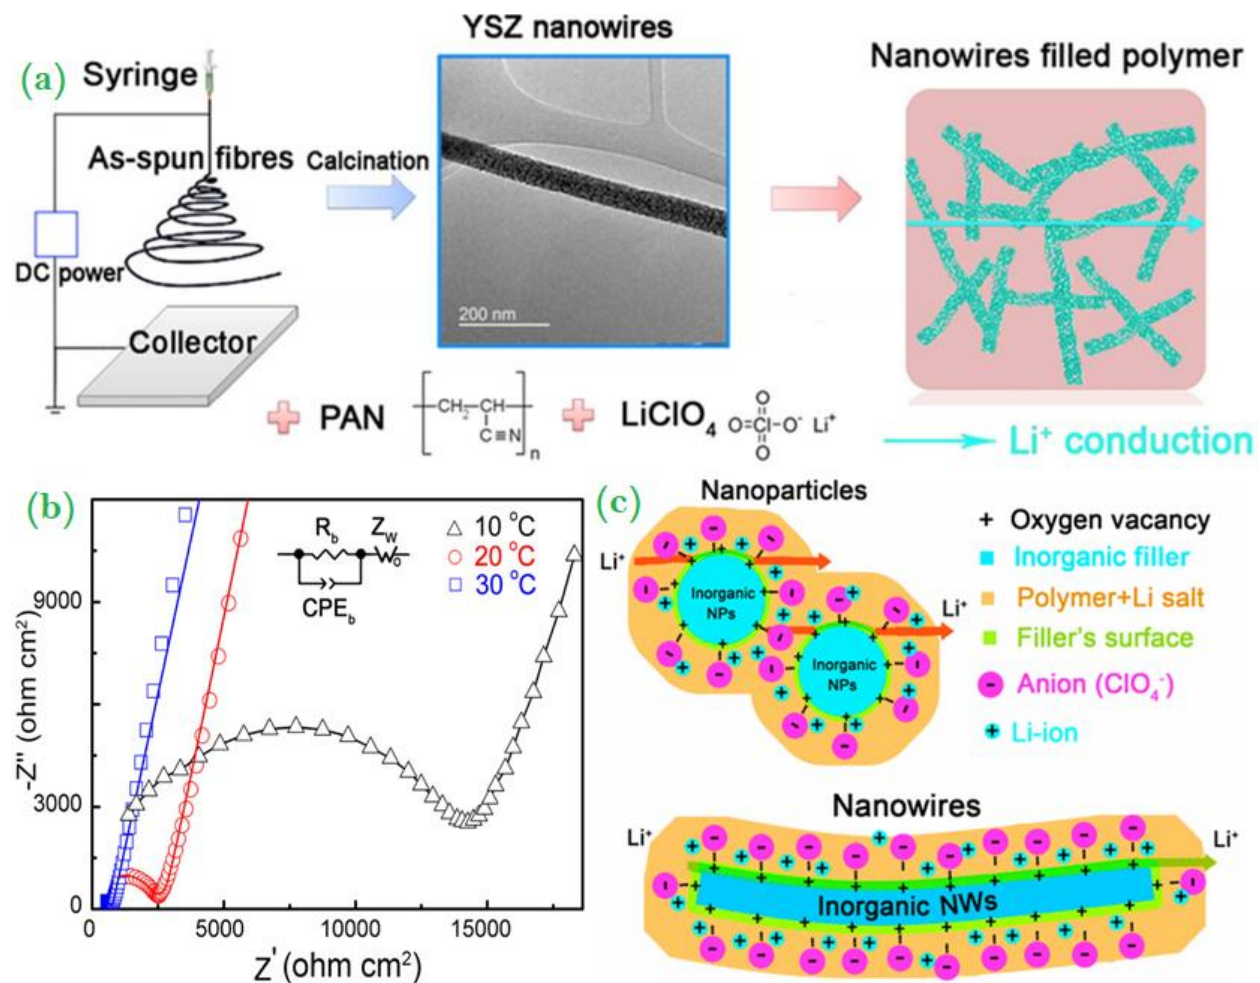 (a)
Syringe
As-spun fibres
DC power
Collector
Calcination
YSZ nanowires
200 nm
Nanowires filled polymer
+ PAN
CH2 CH
C≡N
n
+ LiClO4
O
O=Cl-O- Li+
O
Li+ conduction
(b)
-Z'' (ohm cm2)
9000
6000
3000
0
0 5000 10000 15000
Z' (ohm cm2)
Rb Zw
o
CPEb
10 °C
20 °C
30 °C
(c)
Nanoparticles
Li+
Inorganic
NPs
Li+
Inorganic
NPs
+ Oxygen vacancy
Inorganic filler
Polymer+Li salt
Filler's surface
Anion (ClO4-)
Li-ion
Nanowires
Li+
Li+
Inorganic NWs